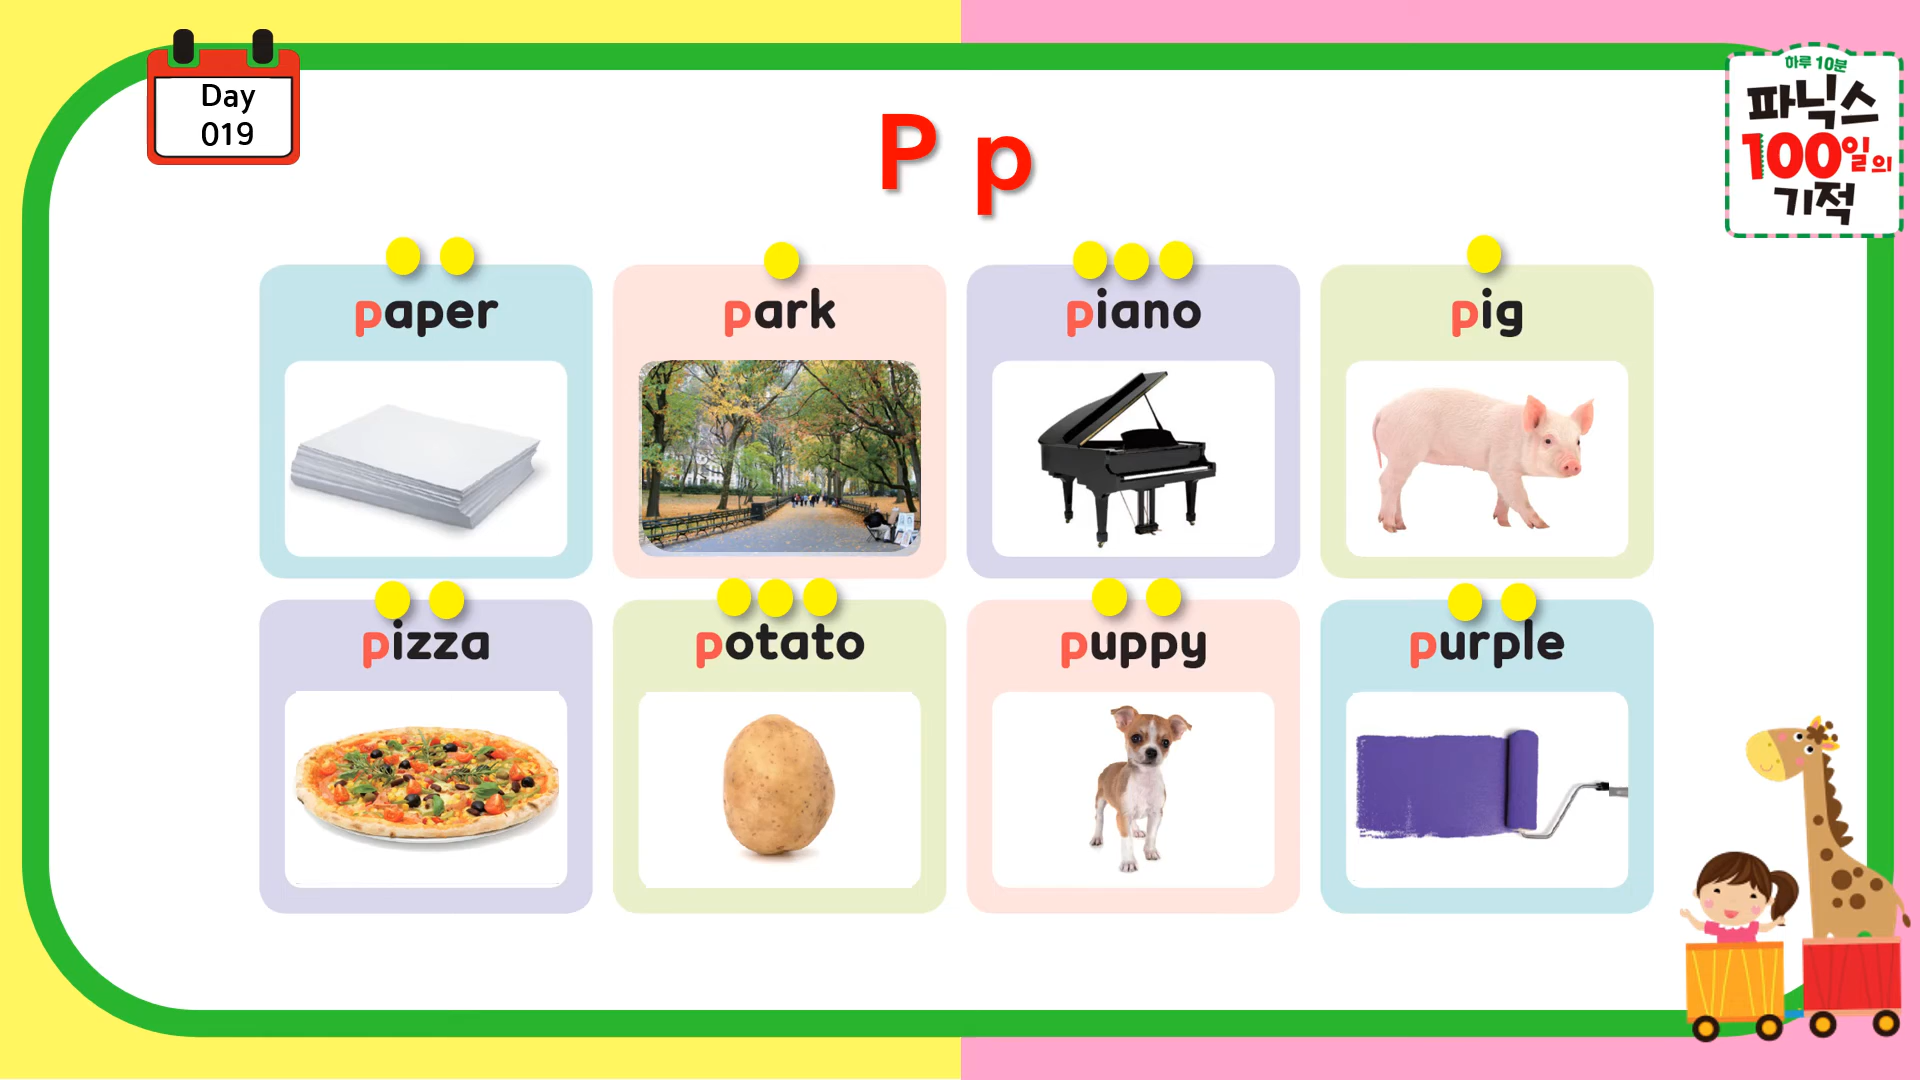 Day
019
P p
하루 10분
파닉스
100일의
기적
paper
park
piano
pig
pizza
potato
puppy
purple